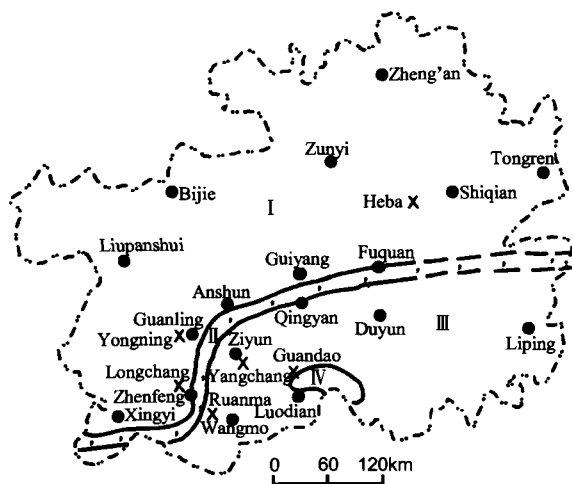 Zheng'an
Zunyi
Tongren
Bijie
Heba
Shiqian
I
Liupanshui
Guiyang
Fuquan
Anshun
Guanling
Qingyan
Duyun
III
Yongning
II
Ziyun
Liping
Longchang
Yangchang
Guandao
IV
Zhenfeng
Ruanma
Luodian
Xingyi
Wangmo
0 60 120km